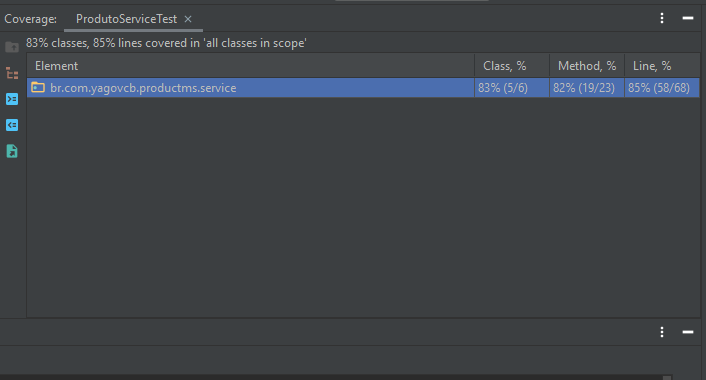 Coverage: ProdutoServiceTest ×
83% classes, 85% lines covered in 'all classes in scope'
Element Class, % Method, % Line, %
br.com.yagovcb.productms.service 83% (5/6) 82% (19/23) 85% (58/68)